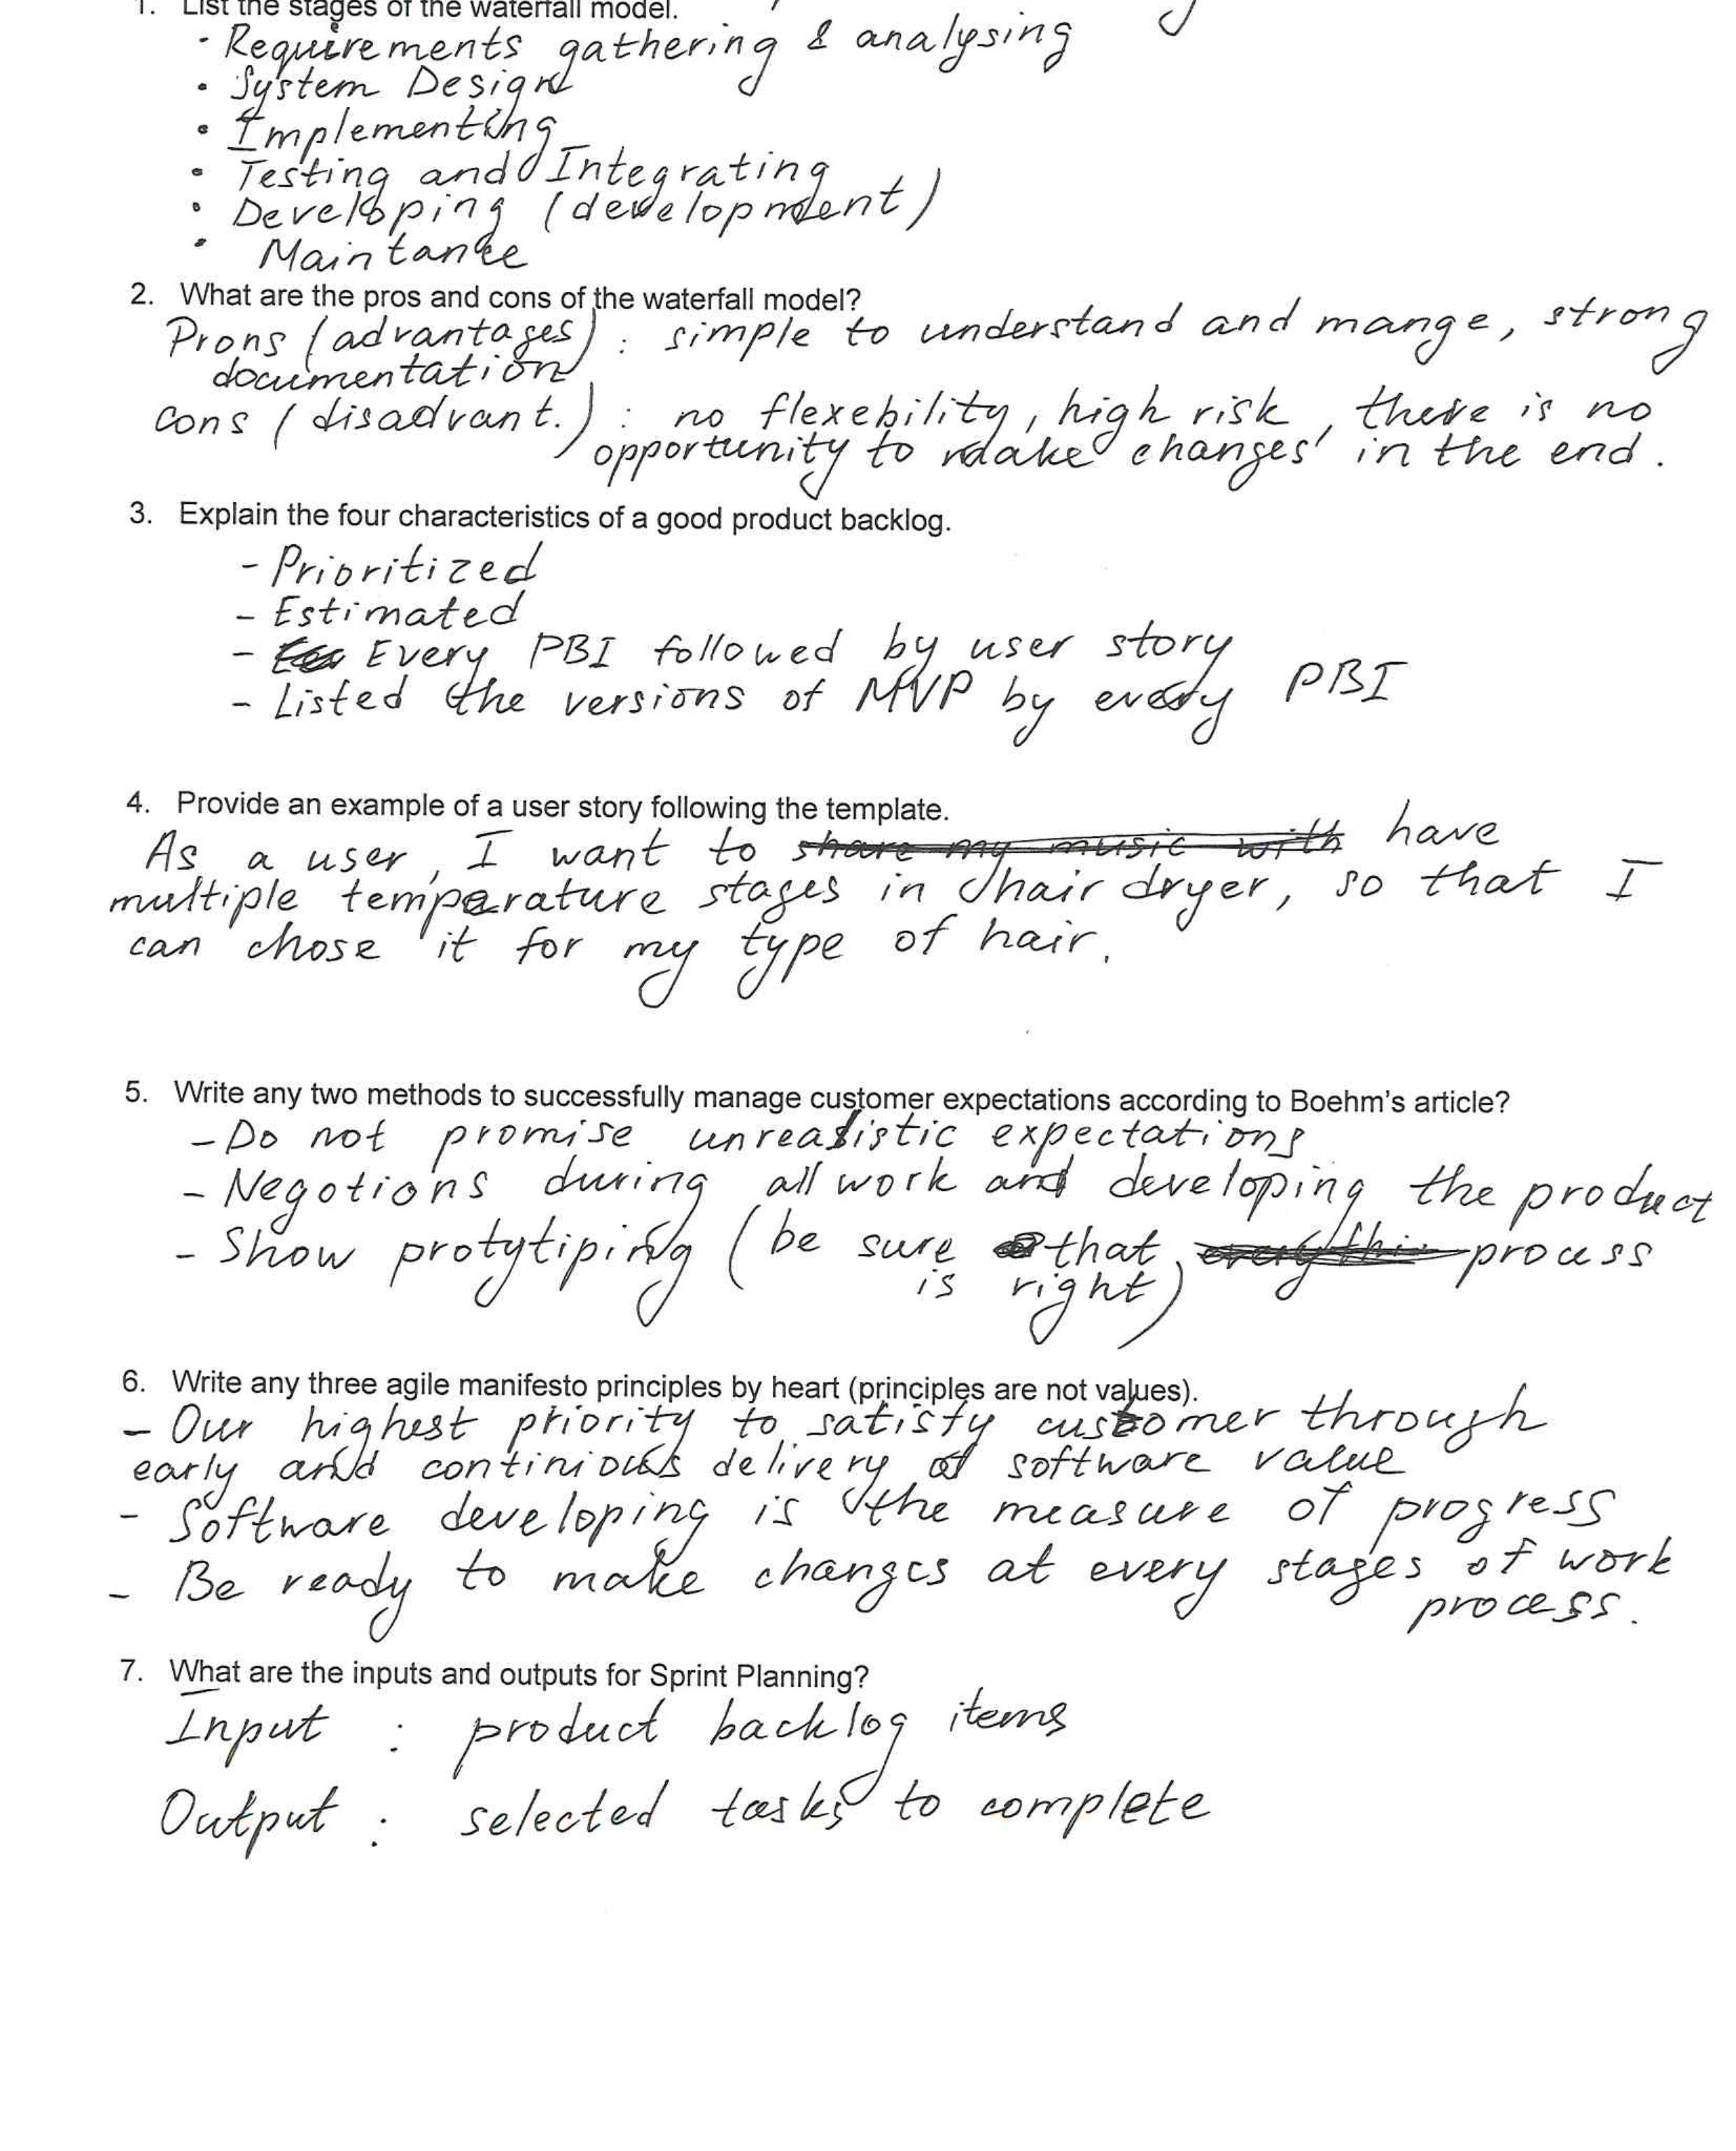 1. List the stages of the waterfall model.
· Requirements gathering & analysing
· System Design
· Implementing
· Testing and Integrating
· Developing (development)
· Maintance
2. What are the pros and cons of the waterfall model?
Prons (advantages) : simple to understand and mange, strong
documentation
cons (disadvant.) : no flexebility, high risk, there is no
opportunity to make changes in the end.
3. Explain the four characteristics of a good product backlog.
- Prioritized
- Estimated
- Every PBI followed by user story
- Listed the versions of MVP by every PBI
4. Provide an example of a user story following the template.
As a user, I want to share my music with have
multiple temperature stages in hair dryer, so that I
can chose it for my type of hair.
5. Write any two methods to successfully manage customer expectations according to Boehm's article?
- Do not promise unrealistic expectations
- Negotions during all work and developing the product
- Show protytiping (be sure that everythin process
is right)
6. Write any three agile manifesto principles by heart (principles are not values).
- Our highest priority to satisfy customer through
early and continious delivery of software value
- Software developing is the measure of progress
- Be ready to make changes at every stages of work
process.
7. What are the inputs and outputs for Sprint Planning?
Input : product backlog items
Output : selected tasks to complete